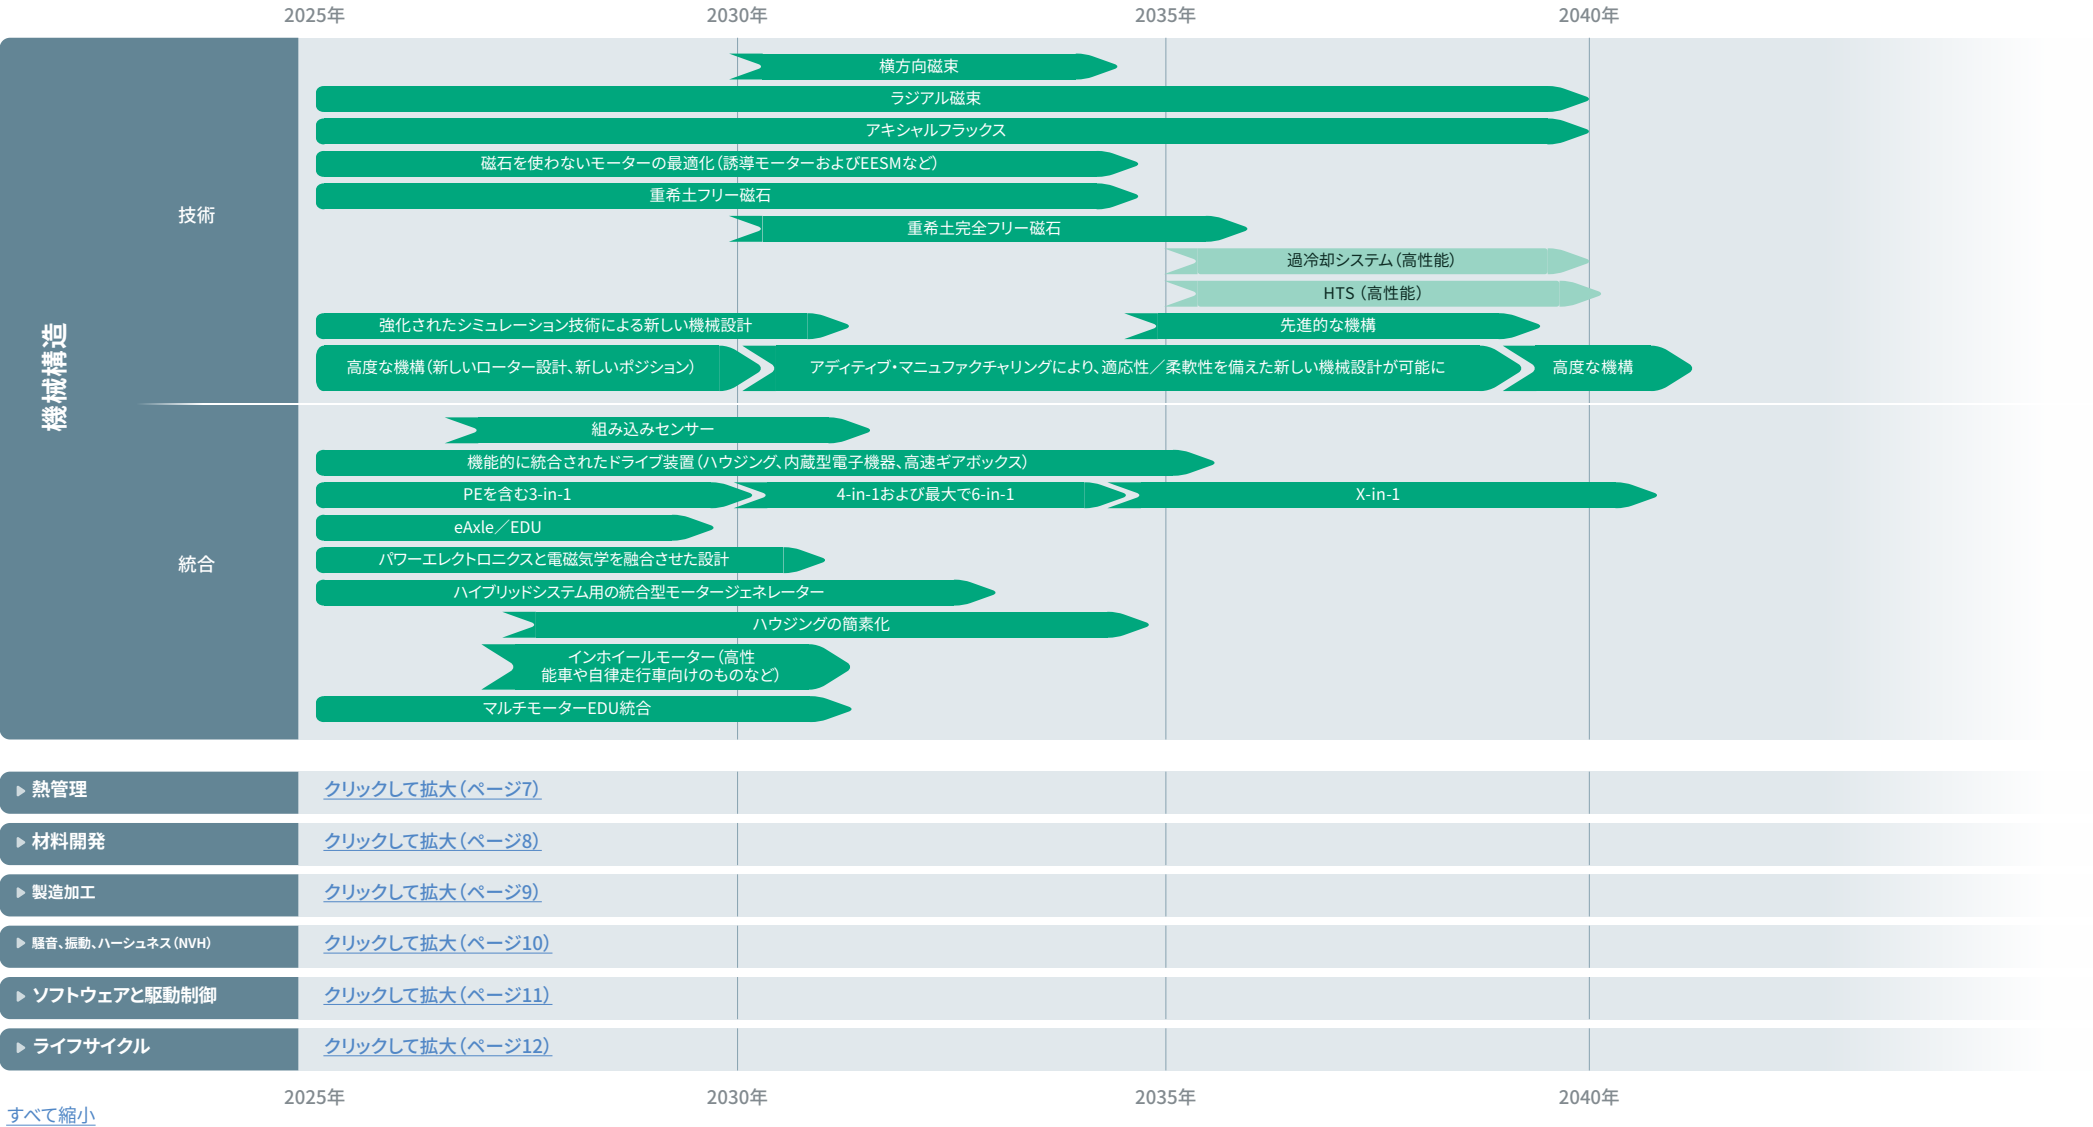 2025年 2030年 2035年 2040年
機械構造
技術
横方向磁束
ラジアル磁束
アキシャルフラックス
磁石を使わないモーターの最適化（誘導モーターおよびEESMなど）
重希土フリー磁石
重希土完全フリー磁石
過冷却システム（高性能）
HTS（高性能）
強化されたシミュレーション技術による新しい機械設計 先進的な機構
高度な機構（新しいローター設計、新しいポジション） アディティブ・マニュファクチャリングにより、適応性／柔軟性を備えた新しい機械設計が可能に 高度な機構
統合
組み込みセンサー
機能的に統合されたドライブ装置（ハウジング、内蔵型電子機器、高速ギアボックス）
PEを含む3-in-1 4-in-1および最大で6-in-1 X-in-1
eAxle／EDU
パワーエレクトロニクスと電磁気学を融合させた設計
ハイブリッドシステム用の統合型モータージェネレーター
ハウジングの簡素化
インホイールモーター（高性
能車や自律走行車向けのものなど）
マルチモーターEDU統合
熱管理 クリックして拡大（ページ7）
材料開発 クリックして拡大（ページ8）
製造加工 クリックして拡大（ページ9）
騒音、振動、ハーシュネス（NVH） クリックして拡大（ページ10）
ソフトウェアと駆動制御 クリックして拡大（ページ11）
ライフサイクル クリックして拡大（ページ12）
2025年 2030年 2035年 2040年
すべて縮小